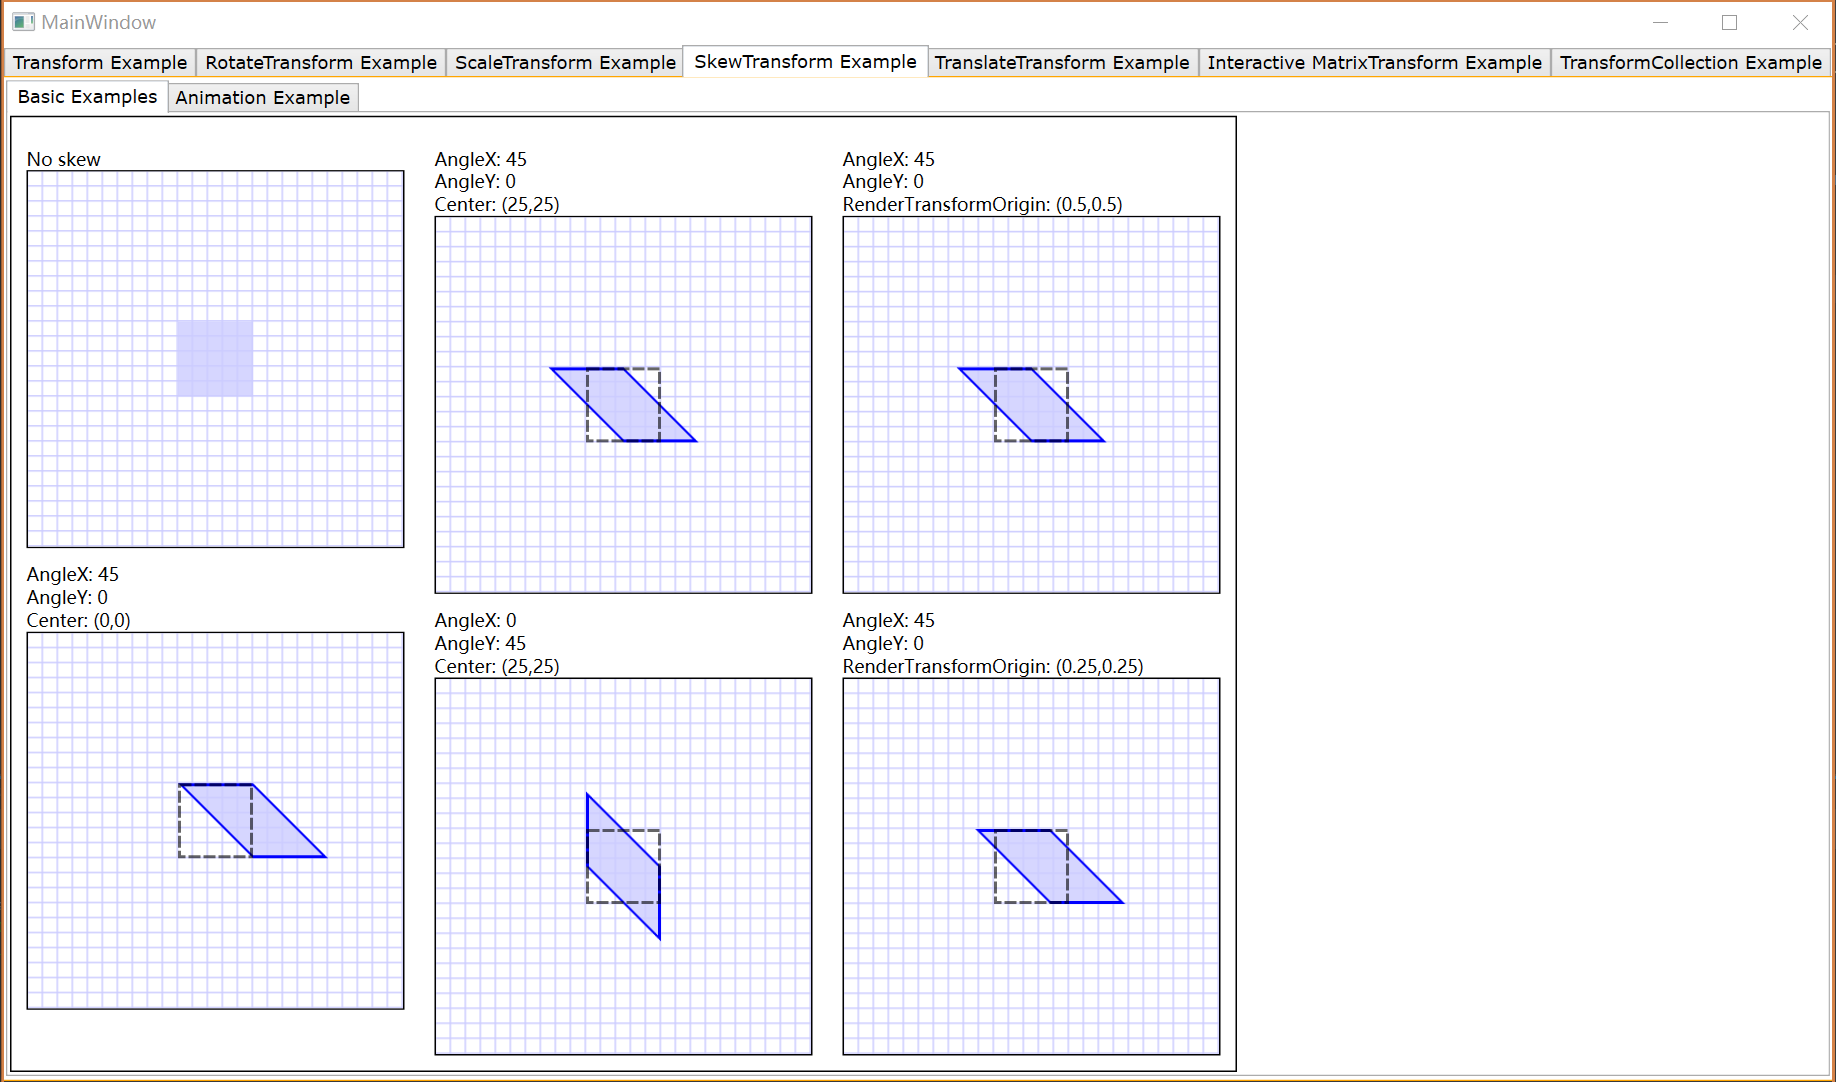 MainWindow
Transform Example
RotateTransform Example
ScaleTransform Example
SkewTransform Example
TranslateTransform Example
Interactive MatrixTransform Example
TransformCollection Example
Basic Examples
Animation Example
No skew
AngleX: 45
AngleY: 0
Center: (25,25)
AngleX: 45
AngleY: 0
RenderTransformOrigin: (0.5,0.5)
AngleX: 45
AngleY: 0
Center: (0,0)
AngleX: 0
AngleY: 45
Center: (25,25)
AngleX: 45
AngleY: 0
RenderTransformOrigin: (0.25,0.25)